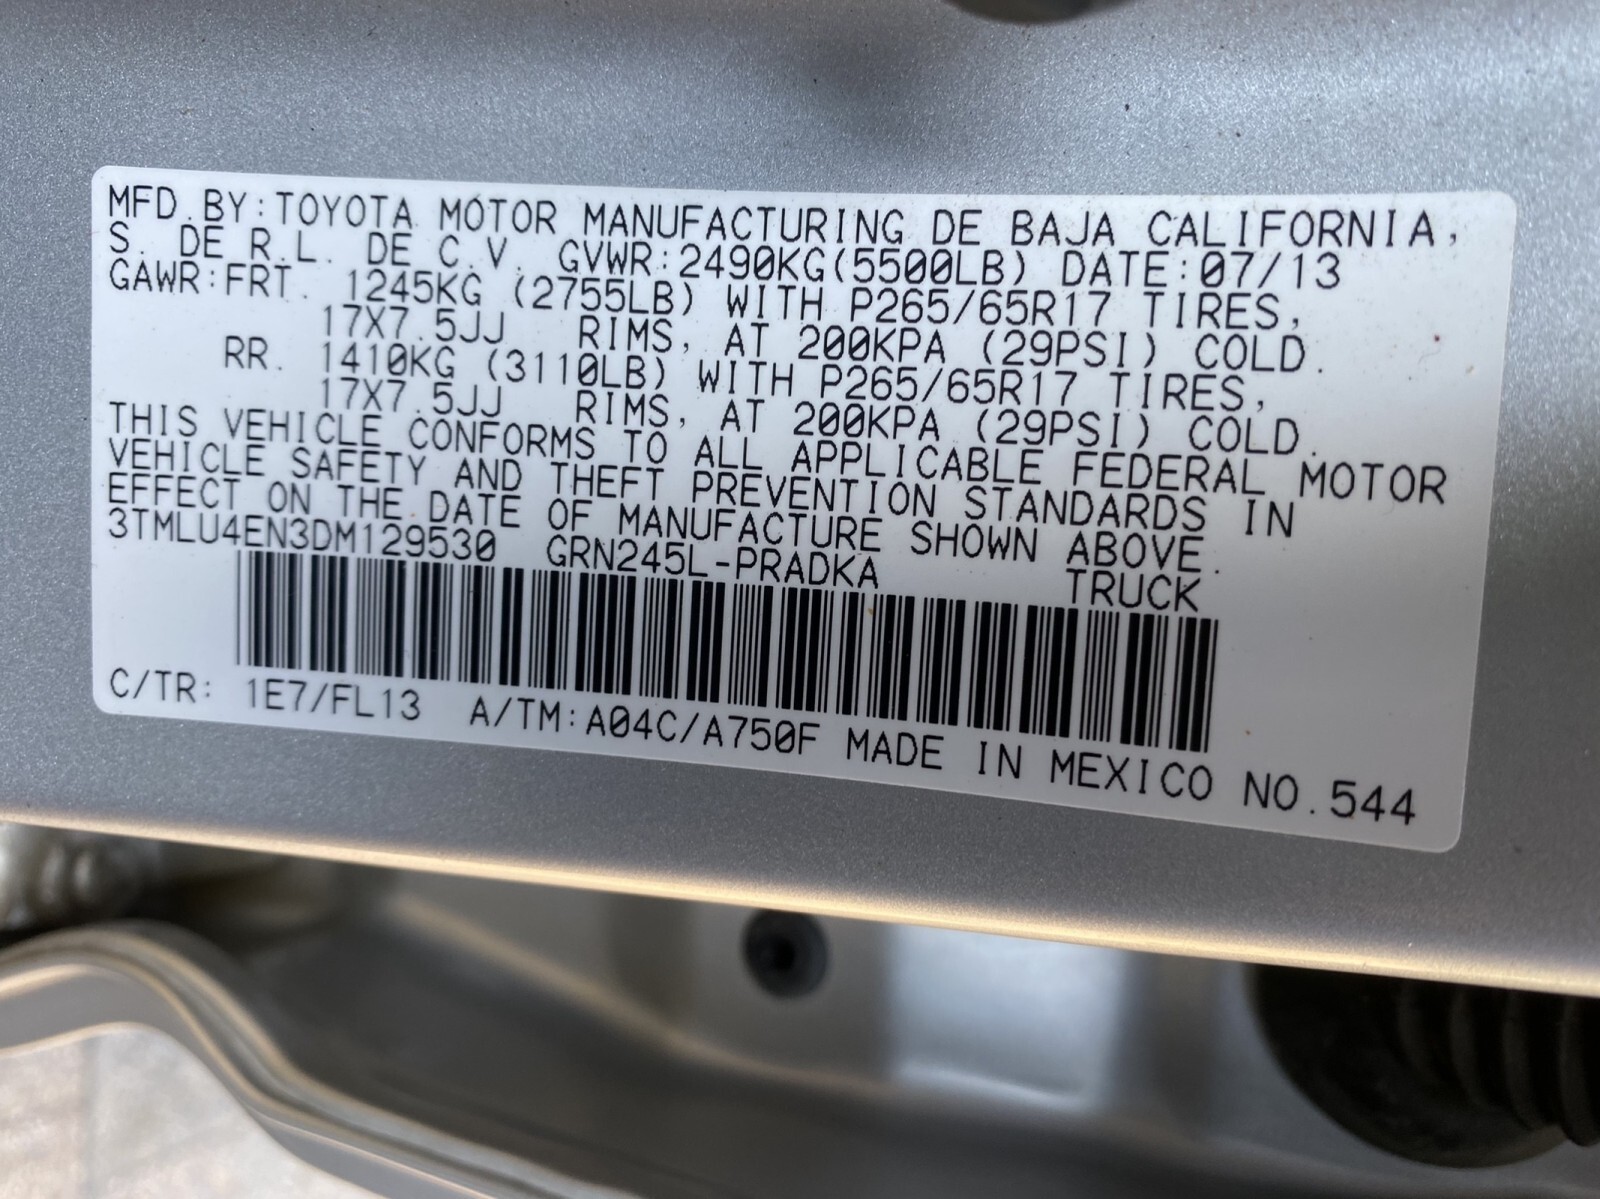 MFD.BY:TOYOTA MOTOR MANUFACTURING DE BAJA CALIFORNIA,
S. DE R.L. DE C.V. GVWR:2490KG(5500LB) DATE:07/13
GAWR:FRT. 1245KG (2755LB) WITH P265/65R17 TIRES,
17X7.5JJ RIMS, AT 200KPA (29PSI) COLD.
RR. 1410KG (3110LB) WITH P265/65R17 TIRES,
17X7.5JJ RIMS, AT 200KPA (29PSI) COLD.
THIS VEHICLE CONFORMS TO ALL APPLICABLE FEDERAL MOTOR
VEHICLE SAFETY AND THEFT PREVENTION STANDARDS IN
EFFECT ON THE DATE OF MANUFACTURE SHOWN ABOVE.
3TMLU4EN3DM129530 GRN245L-PRADKA TRUCK
C/TR: 1E7/FL13 A/TM:A04C/A750F MADE IN MEXICO NO.544